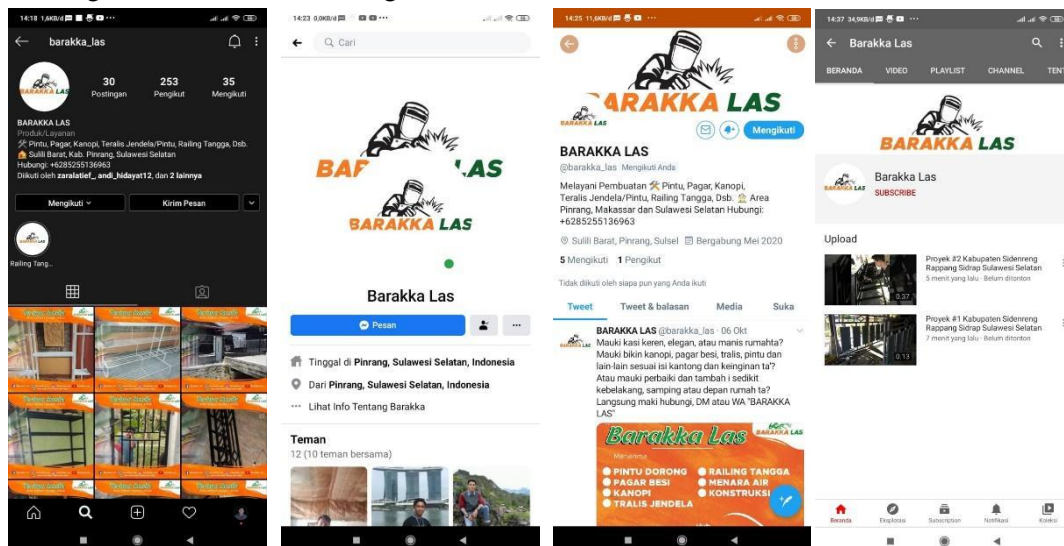 14:18 1,6KB/d
barakka_las
BARAKKA LAS
30
Postingan
253
Pengikut
35
Mengikuti
BARAKKA LAS
Produk/Layanan
Pintu, Pagar, Kanopi, Teralis Jendela/Pintu, Railing Tangga, Dsb.
Sulili Barat, Kab. Pinrang, Sulawesi Selatan
Hubungi: +6285255136963
Diikuti oleh zaralatief_, andi_hidayat12, dan 2 lainnya
Mengikuti
Kirim Pesan
Railing Tang...
14:23 0,0KB/d
Cari
BARAKKA LAS
Barakka Las
Pesan
Tinggal di Pinrang, Sulawesi Selatan, Indonesia
Dari Pinrang, Sulawesi Selatan, Indonesia
Lihat Info Tentang Barakka
Teman
12 (10 teman bersama)
14:25 11,6KB/d
ARAKKA LAS
BARAKKA LAS
Mengikuti
BARAKKA LAS
@barakka_las Mengikuti Anda
Melayani Pembuatan Pintu, Pagar, Kanopi,
Teralis Jendela/Pintu, Railing Tangga, Dsb. Area
Pinrang, Makassar dan Sulawesi Selatan Hubungi:
+6285255136963
Sulili Barat, Pinrang, Sulsel Bergabung Mei 2020
5 Mengikuti 1 Pengikut
Tidak diikuti oleh siapa pun yang Anda ikuti
Tweet Tweet & balasan Media Suka
BARAKKA LAS @barakka_las · 06 Okt
Mauki kasi keren, elegan, atau manis rumahta?
Mauki bikin kanopi, pagar besi, tralis, pintu dan
lain-lain sesuai isi kantong dan keinginan ta'?
Atau mauki perbaiki dan tambah i sedikit
kebelakang, samping atau depan rumah ta?
Langsung maki hubungi, DM atau WA "BARAKKA
LAS"
Barakka Las
BARAKKA LAS
Menerima
PINTU DORONG
PAGAR BESI
KANOPI
TRALIS JENDELA
RAILING TANGGA
MENARA AIR
KONSTRUKSI
14:37 34,9KB/d
Barakka Las
BERANDA VIDEO PLAYLIST CHANNEL TENT
BARAKKA LAS
BARAKKA LAS
Barakka Las
SUBSCRIBE
Upload
0.37
Proyek #2 Kabupaten Sidenreng
Rappang Sidrap Sulawesi Selatan
5 menit yang lalu · Belum ditonton
0.13
Proyek #1 Kabupaten Sidenreng
Rappang Sidrap Sulawesi Selatan
7 menit yang lalu · Belum ditonton
Beranda Eksplorasi Subscription Notifikasi Koleksi